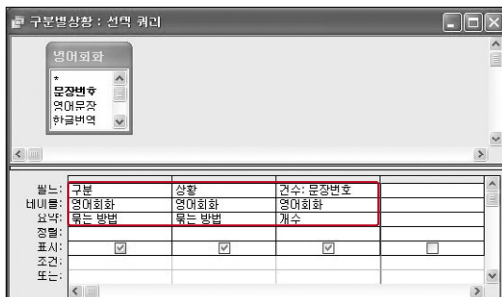 구분별상황 : 선택 쿼리
영어회화
*
문장번호
영어문장
한글번역
필드: 구분 상황 건수: 문장번호
테이블: 영어회화 영어회화 영어회화
요약: 묶는 방법 묶는 방법 개수
정렬:
표시:
조건:
또는: